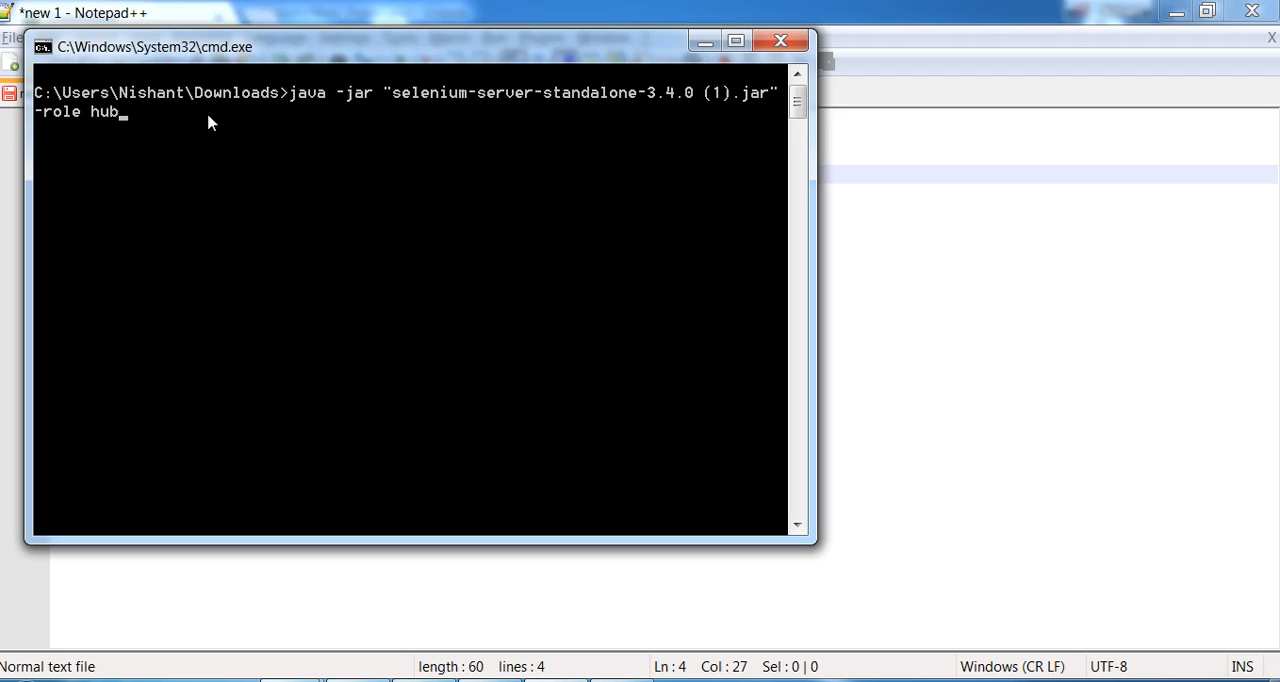 *new 1 - Notepad++
File
X
C:\Windows\System32\cmd.exe
C:\Users\Nishant\Downloads>java -jar "selenium-server-standalone-3.4.0 (1).jar"
-role hub
Normal text file
length : 60 lines : 4
Ln : 4 Col : 27 Sel : 0 | 0
Windows (CR LF)
UTF-8
INS